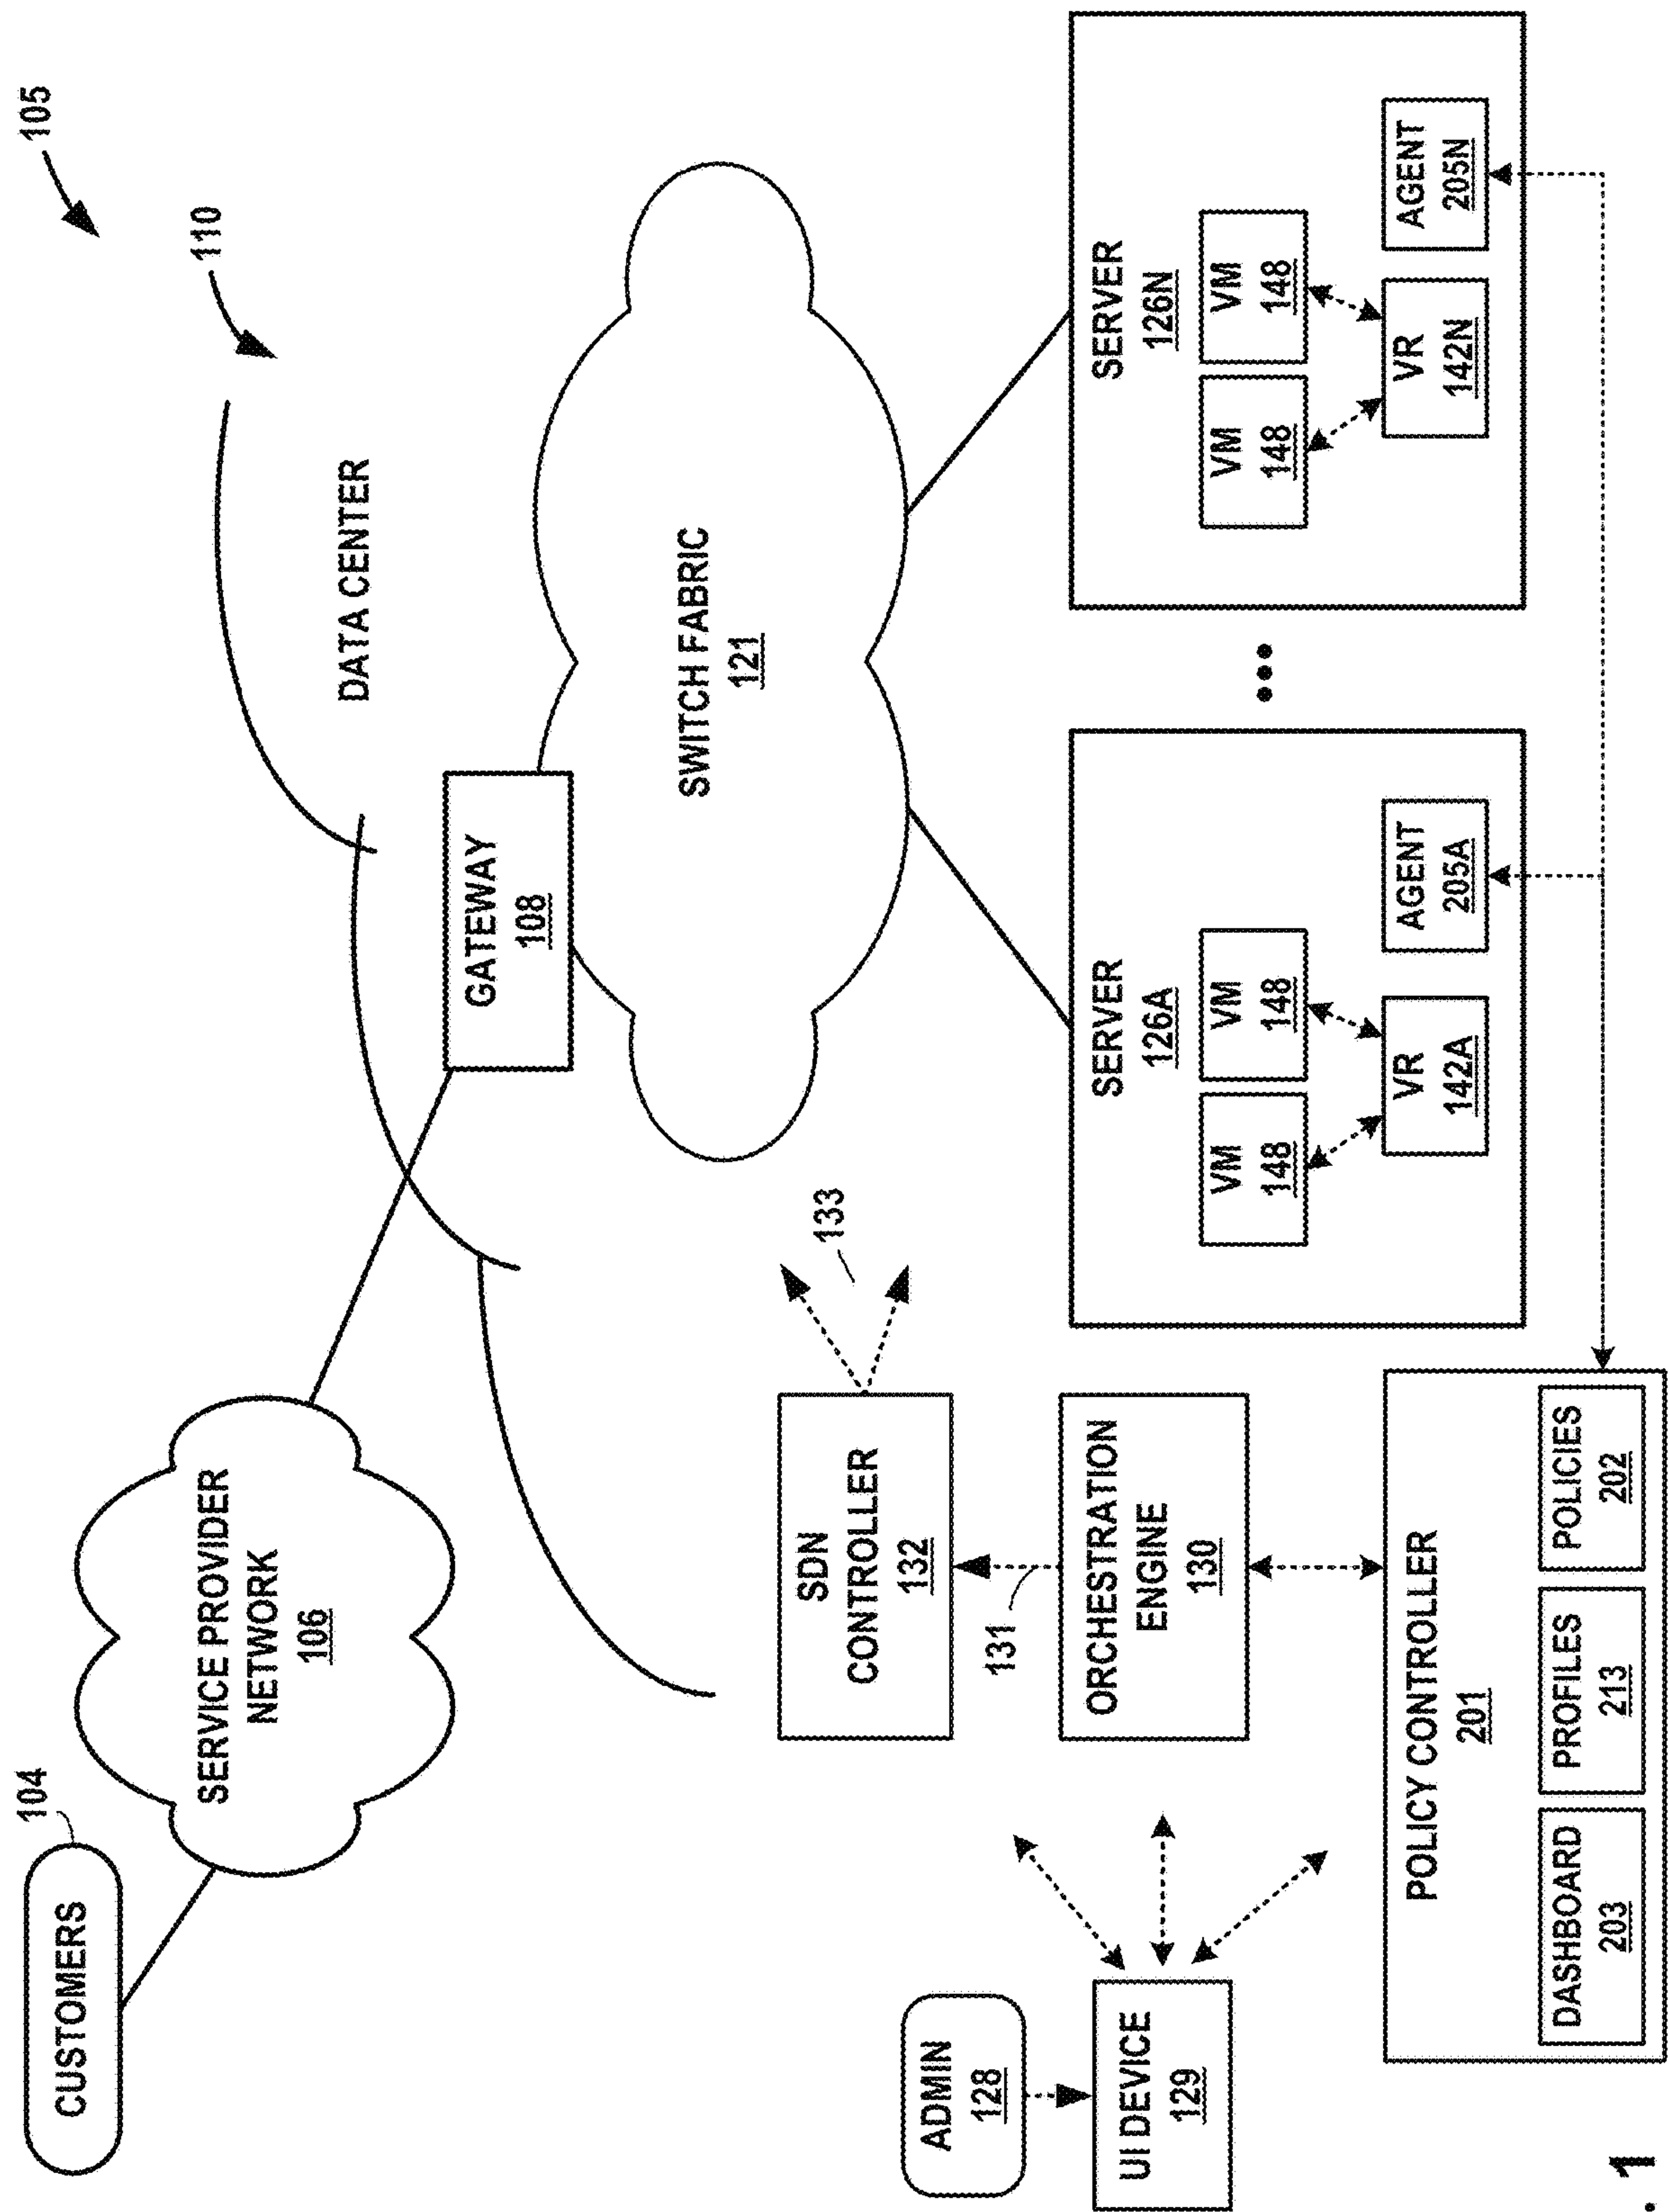 CUSTOMERS
104
SERVICE PROVIDER
NETWORK
106
105
110
DATA CENTER
GATEWAY
108
SWITCH FABRIC
121
SDN
CONTROLLER
132
133
131
ORCHESTRATION
ENGINE
130
ADMIN
128
UI DEVICE
129
POLICY CONTROLLER
201
DASHBOARD
203
PROFILES
213
POLICIES
202
SERVER
126A
VM
148
VM
148
VR
142A
AGENT
205A
•••
SERVER
126N
VM
148
VM
148
VR
142N
AGENT
205N
. 1